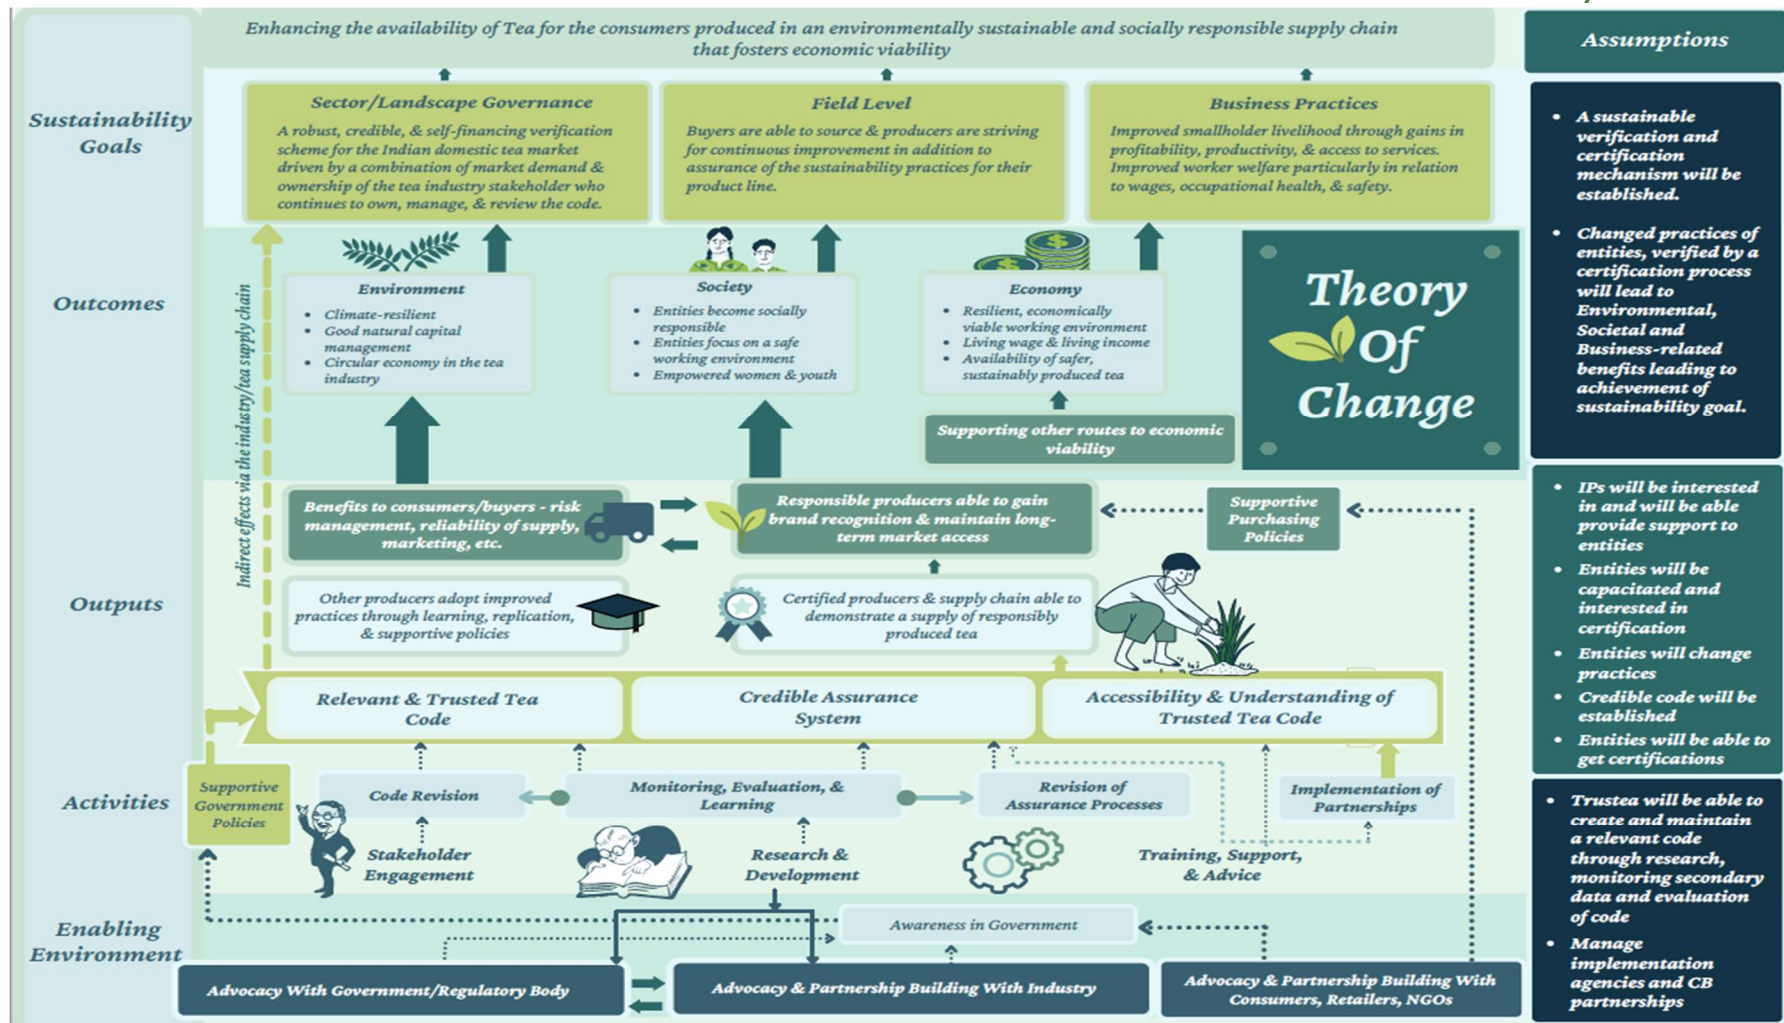 Enhancing the availability of Tea for the consumers produced in an environmentally sustainable and socially responsible supply chain
that fosters economic viability
Assumptions
Sustainability
Goals
Sector/Landscape Governance
A robust, credible, & self-financing verification
scheme for the Indian domestic tea market
driven by a combination of market demand &
ownership of the tea industry stakeholder who
continues to own, manage, & review the code.
Field Level
Buyers are able to source & producers are striving
for continuous improvement in addition to
assurance of the sustainability practices for their
product line.
Business Practices
Improved smallholder livelihood through gains in
profitability, productivity, & access to services.
Improved worker welfare particularly in relation
to wages, occupational health, & safety.
• A sustainable
verification and
certification
mechanism will be
established.
• Changed practices of
entities, verified by a
certification process
will lead to
Environmental,
Societal and
Business-related
benefits leading to
achievement of
sustainability goal.
Outcomes
Indirect effects via the industry/tea supply chain
Environment
• Climate-resilient
• Good natural capital
management
• Circular economy in the tea
industry
Society
• Entities become socially
responsible
• Entities focus on a safe
working environment
• Empowered women & youth
Economy
• Resilient, economically
viable working environment
• Living wage & living income
• Availability of safer,
sustainably produced tea
Supporting other routes to economic
viability
Theory
Of
Change
Outputs
Benefits to consumers/buyers - risk
management, reliability of supply,
marketing, etc.
Responsible producers able to gain
brand recognition & maintain long-
term market access
Supportive
Purchasing
Policies
Other producers adopt improved
practices through learning, replication,
& supportive policies
Certified producers & supply chain able to
demonstrate a supply of responsibly
produced tea
• IPs will be interested
in and will be able
provide support to
entities
• Entities will be
capacitated and
interested in
certification
• Entities will change
practices
• Credible code will be
established
• Entities will be able to
get certifications
Relevant & Trusted Tea
Code
Credible Assurance
System
Accessibility & Understanding of
Trusted Tea Code
Activities
Supportive
Government
Policies
Code Revision
Monitoring, Evaluation, &
Learning
Revision of
Assurance Processes
Implementation of
Partnerships
Stakeholder
Engagement
Research &
Development
Training, Support,
& Advice
• Trustea will be able to
create and maintain
a relevant code
through research,
monitoring secondary
data and evaluation
of code
• Manage
implementation
agencies and CB
partnerships
Enabling
Environment
Awareness in Government
Advocacy With Government/Regulatory Body
Advocacy & Partnership Building With Industry
Advocacy & Partnership Building With
Consumers, Retailers, NGOs